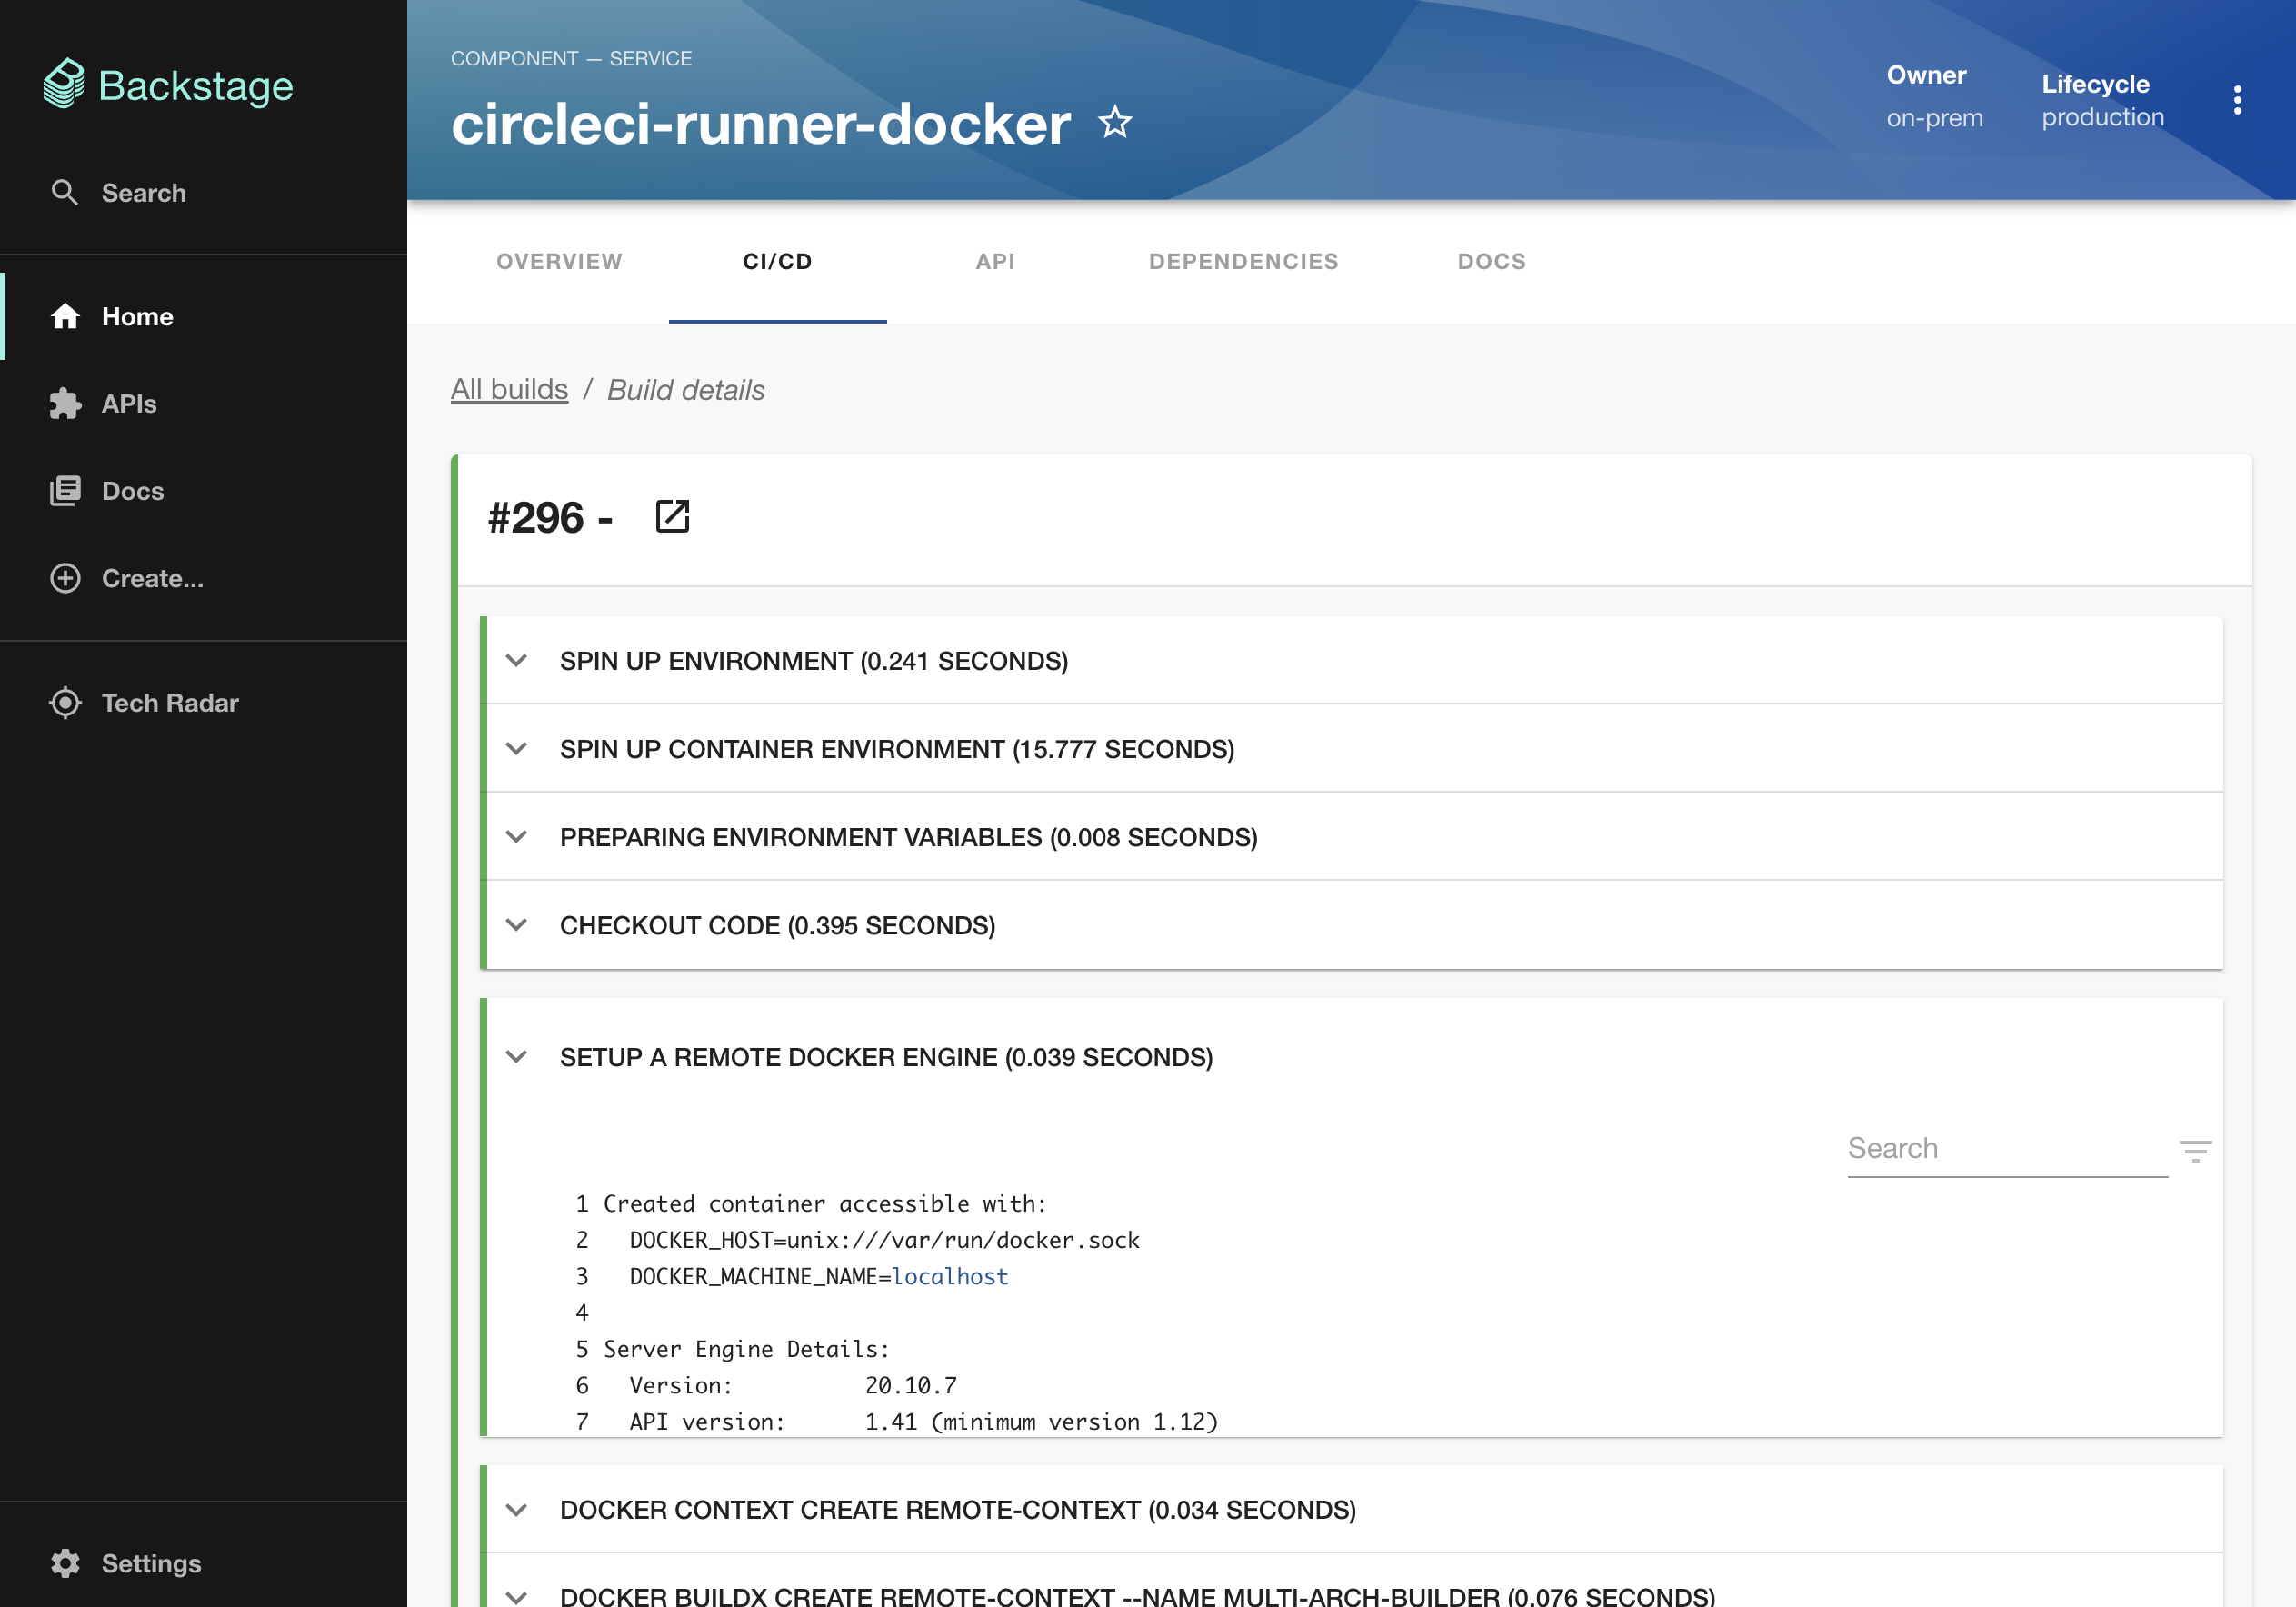 Backstage
Search
Home
APIs
Docs
Create...
Tech Radar
Settings
COMPONENT — SERVICE
circleci-runner-docker
Owner
on-prem
Lifecycle
production
OVERVIEW
CI/CD
API
DEPENDENCIES
DOCS
All builds / Build details
#296 -
SPIN UP ENVIRONMENT (0.241 SECONDS)
SPIN UP CONTAINER ENVIRONMENT (15.777 SECONDS)
PREPARING ENVIRONMENT VARIABLES (0.008 SECONDS)
CHECKOUT CODE (0.395 SECONDS)
SETUP A REMOTE DOCKER ENGINE (0.039 SECONDS)
Search
1 Created container accessible with:
2   DOCKER_HOST=unix:///var/run/docker.sock
3   DOCKER_MACHINE_NAME=localhost
4
5 Server Engine Details:
6   Version:          20.10.7
7   API version:      1.41 (minimum version 1.12)
DOCKER CONTEXT CREATE REMOTE-CONTEXT (0.034 SECONDS)
DOCKER BUILDX CREATE REMOTE-CONTEXT --NAME MULTI-ARCH-BUILDER (0.076 SECONDS)